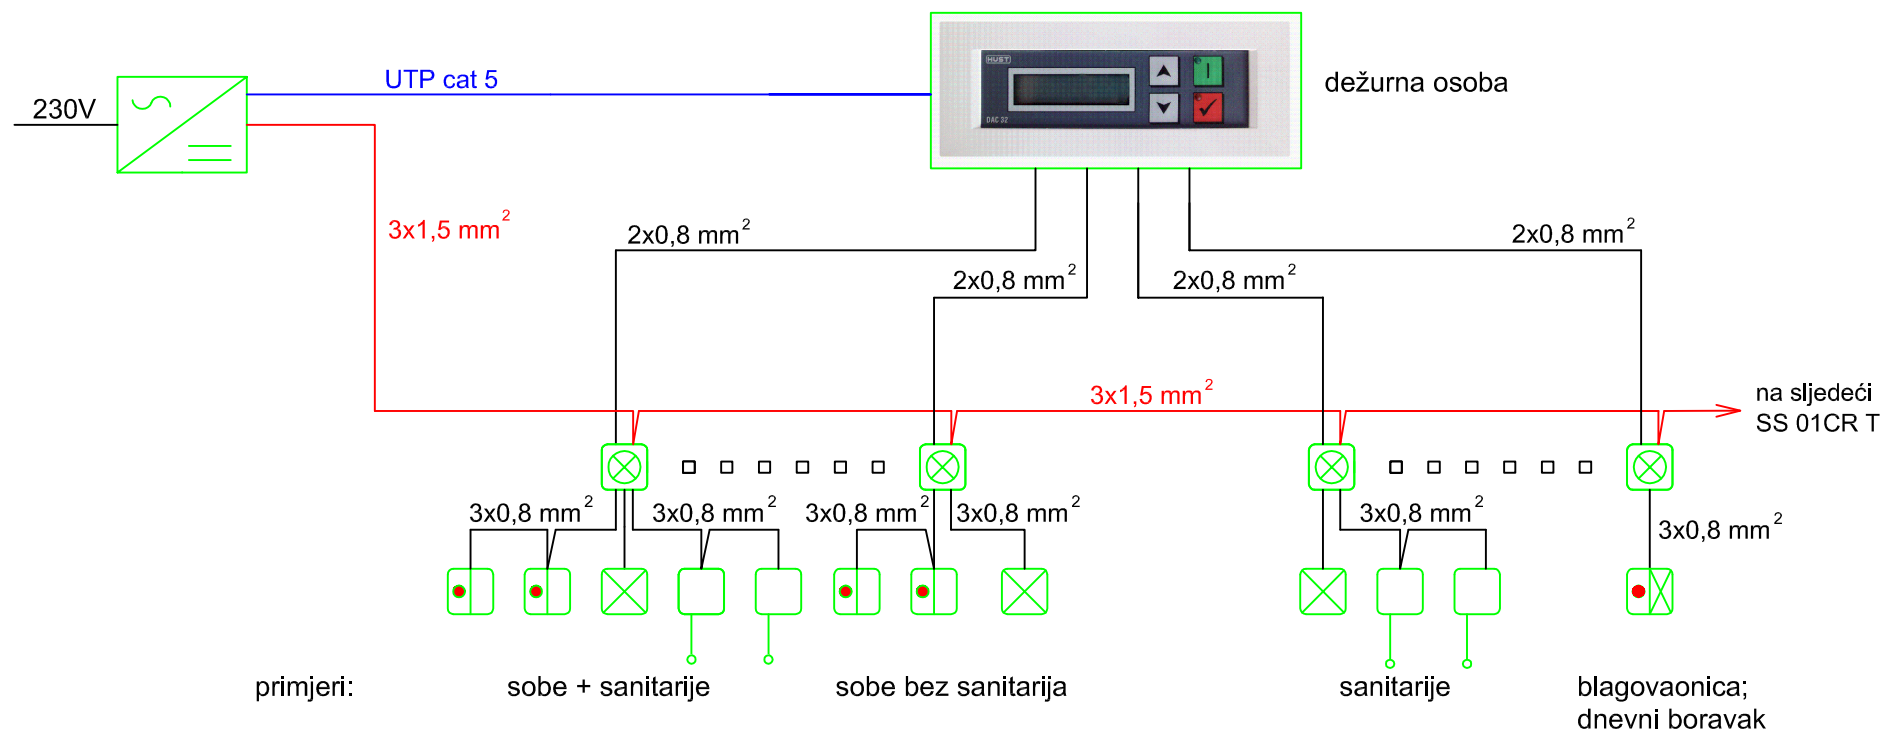 230V
UTP cat 5
HUST
DAC 32
dežurna osoba
3x1,5 mm²
2x0,8 mm²
2x0,8 mm²
2x0,8 mm²
2x0,8 mm²
3x1,5 mm²
na sljedeći
SS 01CR T
3x0,8 mm²
3x0,8 mm²
3x0,8 mm²
3x0,8 mm²
3x0,8 mm²
3x0,8 mm²
primjeri:
sobe + sanitarije
sobe bez sanitarija
sanitarije
blagovaonica;
dnevni boravak